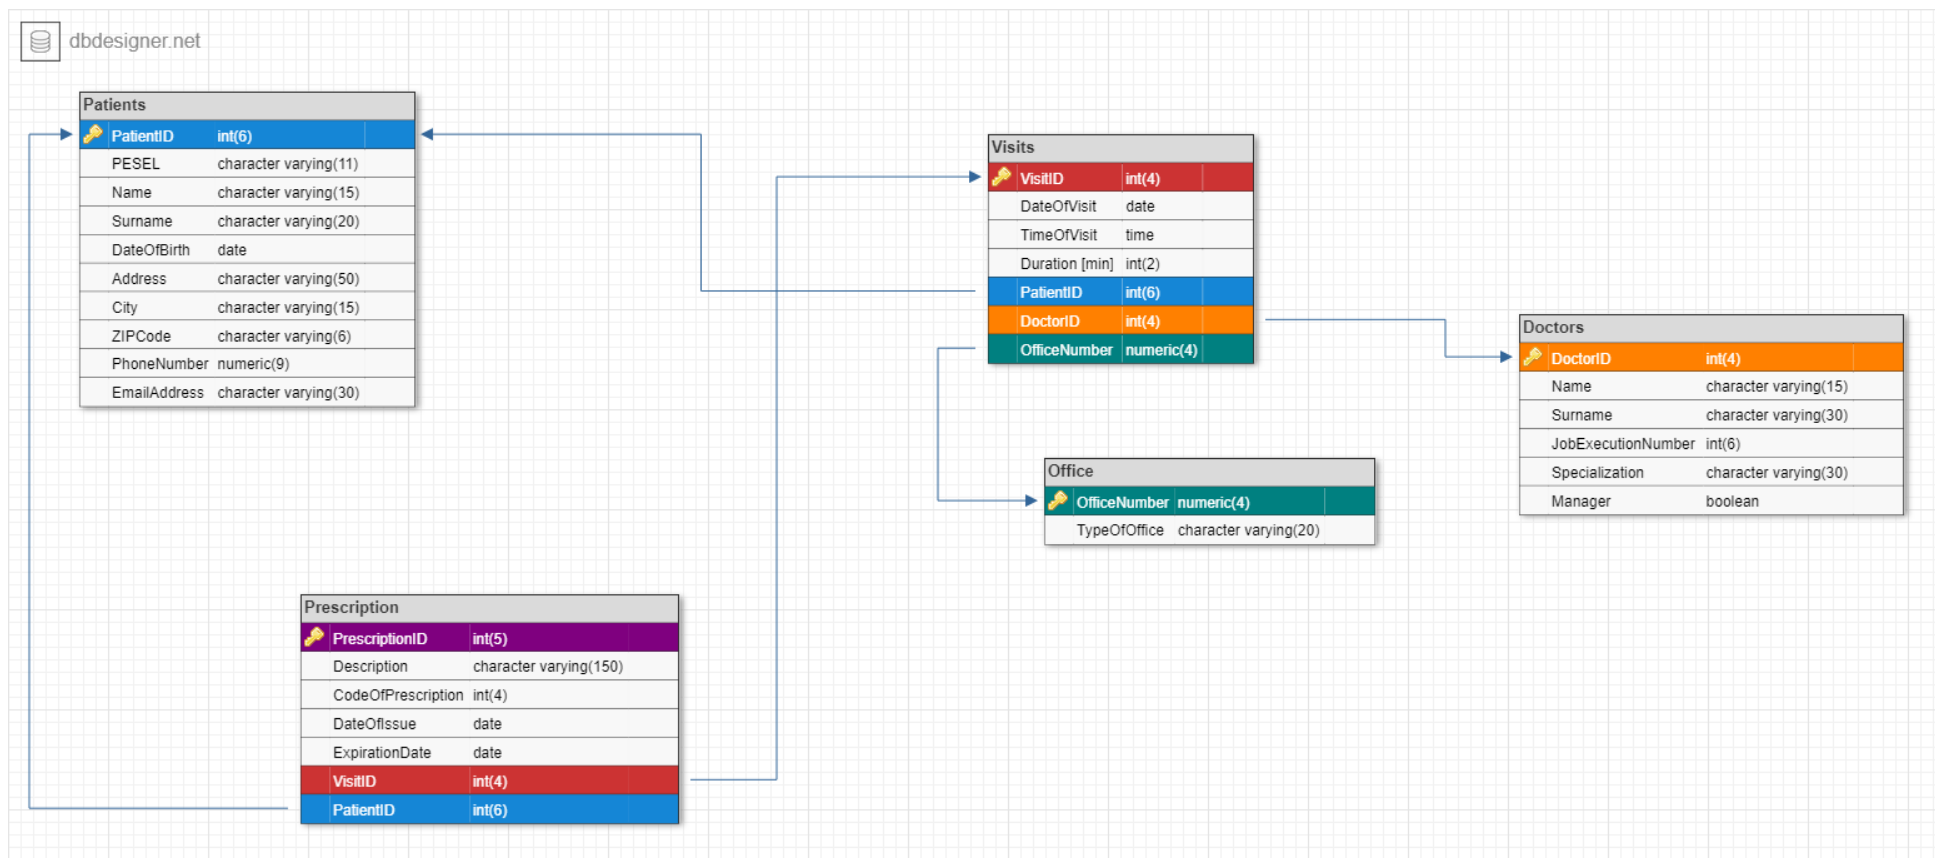 dbdesigner.net
Patients
PatientID int(6)
PESEL character varying(11)
Name character varying(15)
Surname character varying(20)
DateOfBirth date
Address character varying(50)
City character varying(15)
ZIPCode character varying(6)
PhoneNumber numeric(9)
EmailAddress character varying(30)
Visits
VisitID int(4)
DateOfVisit date
TimeOfVisit time
Duration [min] int(2)
PatientID int(6)
DoctorID int(4)
OfficeNumber numeric(4)
Doctors
DoctorID int(4)
Name character varying(15)
Surname character varying(30)
JobExecutionNumber int(6)
Specialization character varying(30)
Manager boolean
Office
OfficeNumber numeric(4)
TypeOfOffice character varying(20)
Prescription
PrescriptionID int(5)
Description character varying(150)
CodeOfPrescription int(4)
DateOfIssue date
ExpirationDate date
VisitID int(4)
PatientID int(6)